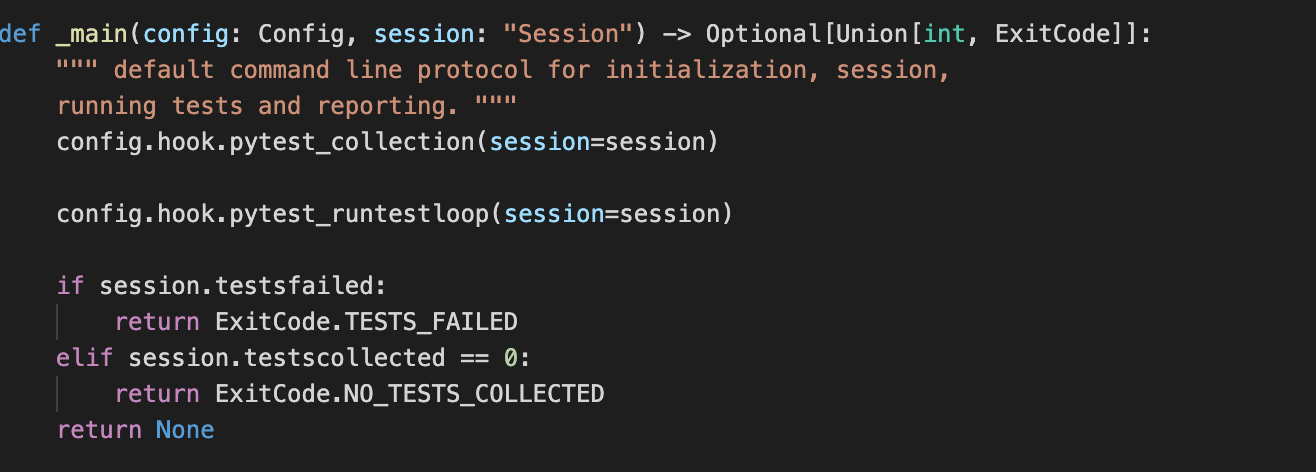 def _main(config: Config, session: "Session") -> Optional[Union[int, ExitCode]]:
    """ default command line protocol for initialization, session,
    running tests and reporting. """
    config.hook.pytest_collection(session=session)
    config.hook.pytest_runtestloop(session=session)
    if session.testsfailed:
        return ExitCode.TESTS_FAILED
    elif session.testscollected == 0:
        return ExitCode.NO_TESTS_COLLECTED
    return None